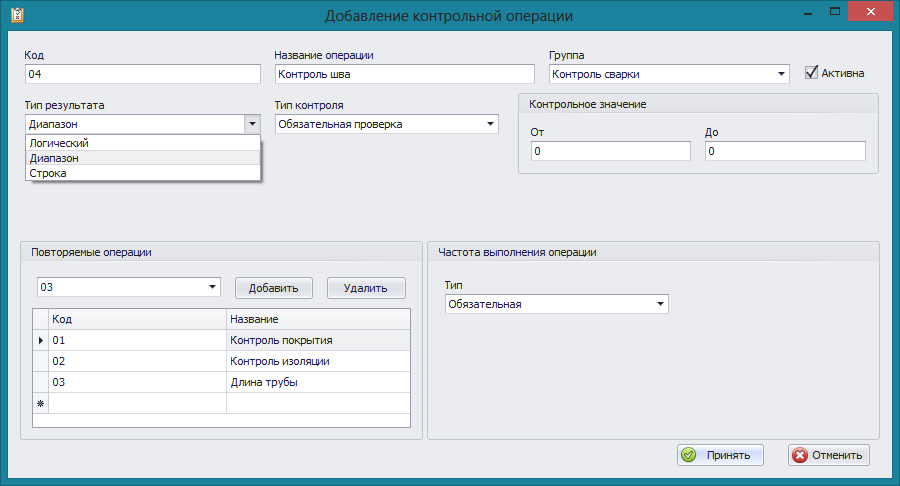 Добавление контрольной операции
Код
Название операции
Группа
04
Контроль шва
Контроль сварки
Активна
Тип результата
Тип контроля
Контрольное значение
Диапазон
Обязательная проверка
От
До
Логический
Диапазон
Строка
0
0
Повторяемые операции
Частота выполнения операции
03
Добавить
Удалить
Тип
Обязательная
Код
Название
01
Контроль покрытия
02
Контроль изоляции
03
Длина трубы
Принять
Отменить